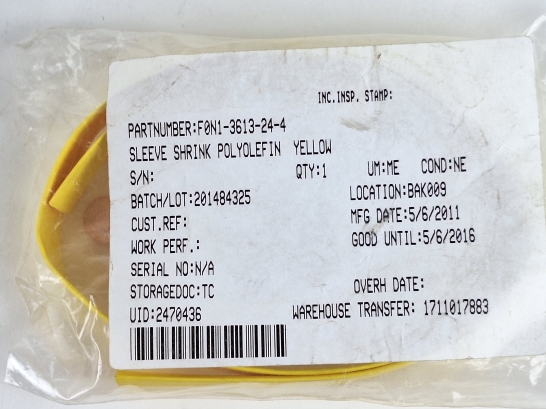 INC.INSP. STAMP:
PARTNUMBER:F0N1-3613-24-4
SLEEVE SHRINK POLYOLEFIN YELLOW
S/N: QTY:1 UM:ME COND:NE
BATCH/LOT:201484325 LOCATION:BAK009
CUST.REF: MFG DATE:5/6/2011
WORK PERF.: GOOD UNTIL:5/6/2016
SERIAL NO:N/A
STORAGEDOC:TC OVERH DATE:
UID:2470436 WAREHOUSE TRANSFER: 1711017883